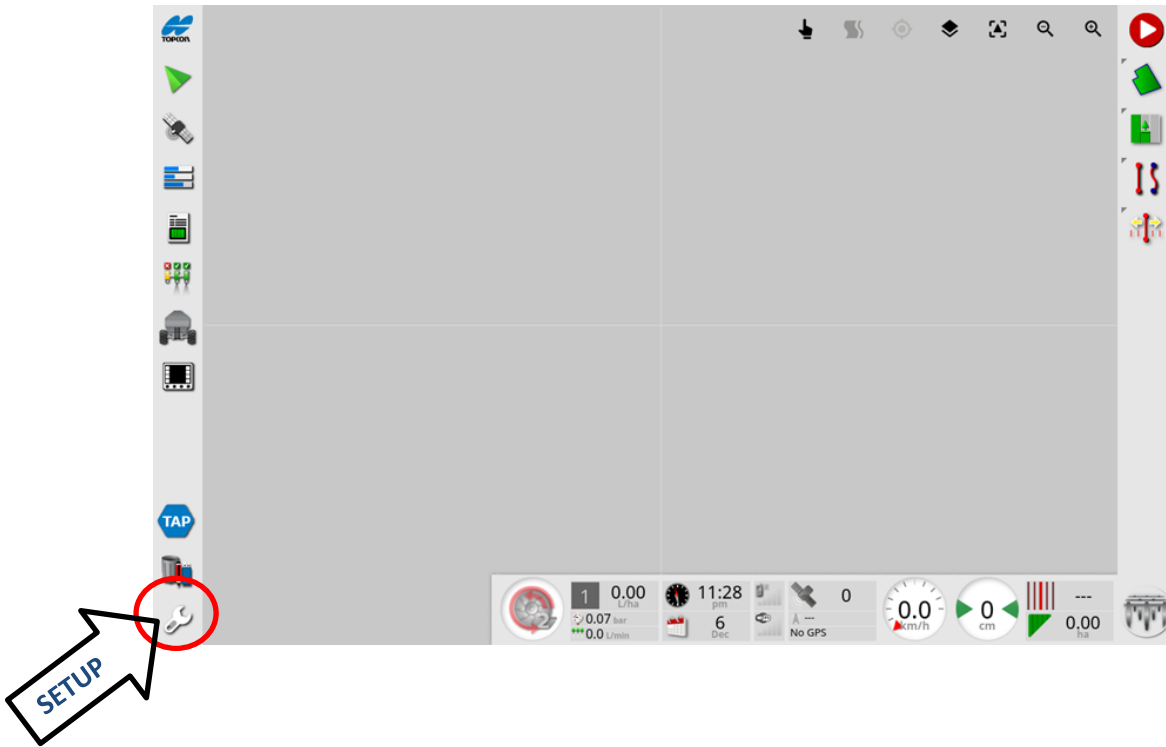 TOPCON
TAP
SETUP
2
1
0.00
L/ha
0.07 bar
0.0 L/min
11:28
pm
6
Dec
0
---
No GPS
0.0
km/h
0
cm
---
0.00
ha